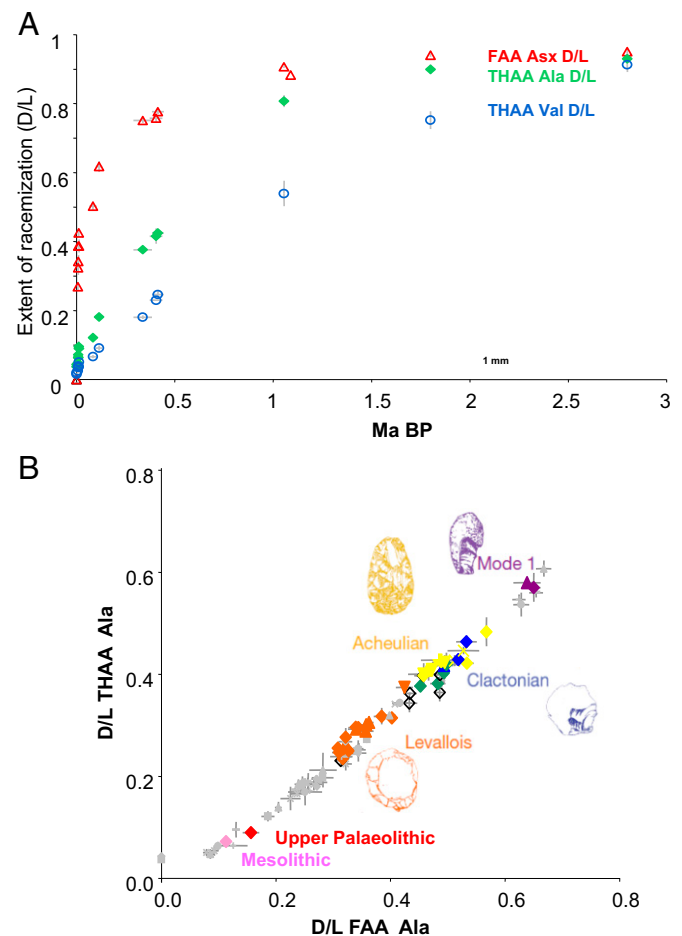 A
1
0.8
0.6
0.4
0.2
0
Extent of racemization (D/L)
FAA Asx D/L
THAA Ala D/L
THAA Val D/L
1 mm
0 0.5 1 1.5 2 2.5 3
Ma BP
B
0.8
0.6
0.4
0.2
0.0
D/L THAA Ala
Mode 1
Acheulian
Clactonian
Levallois
Upper Palaeolithic
Mesolithic
0.0 0.2 0.4 0.6 0.8
D/L FAA Ala